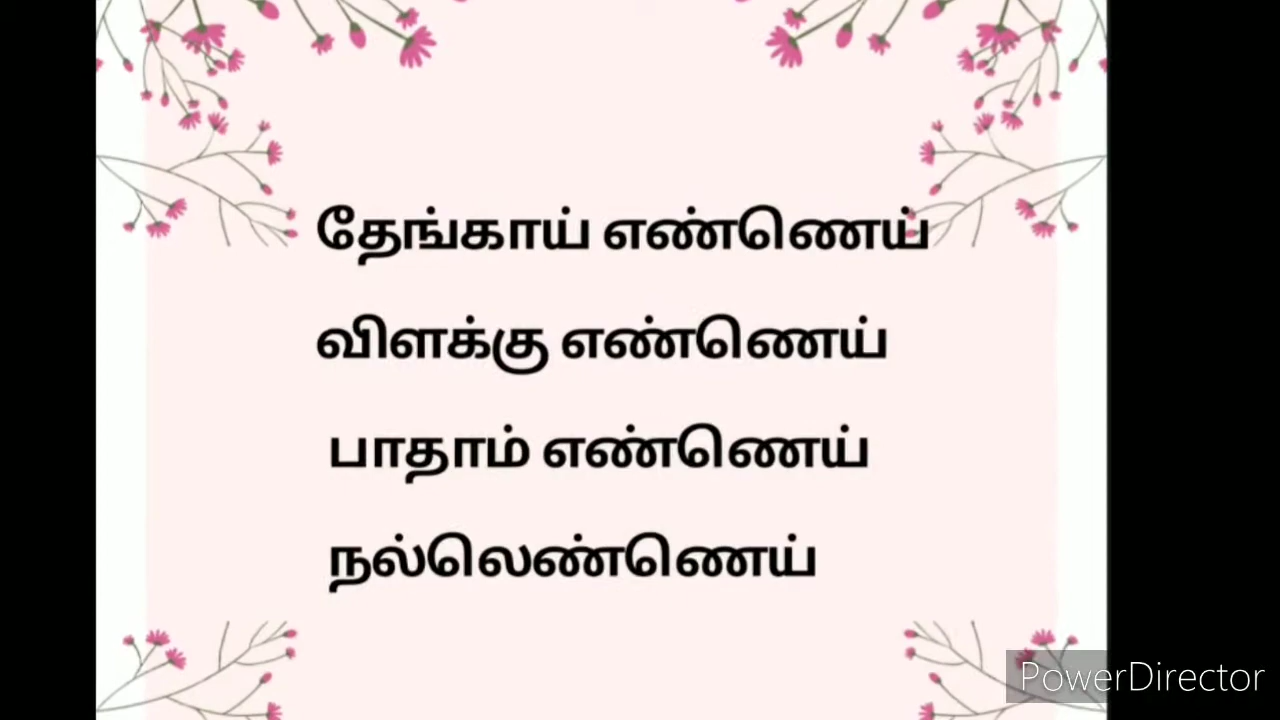 தேங்காய் எண்ணெய்
விளக்கு எண்ணெய்
பாதாம் எண்ணெய்
நல்லெண்ணெய்
PowerDirector